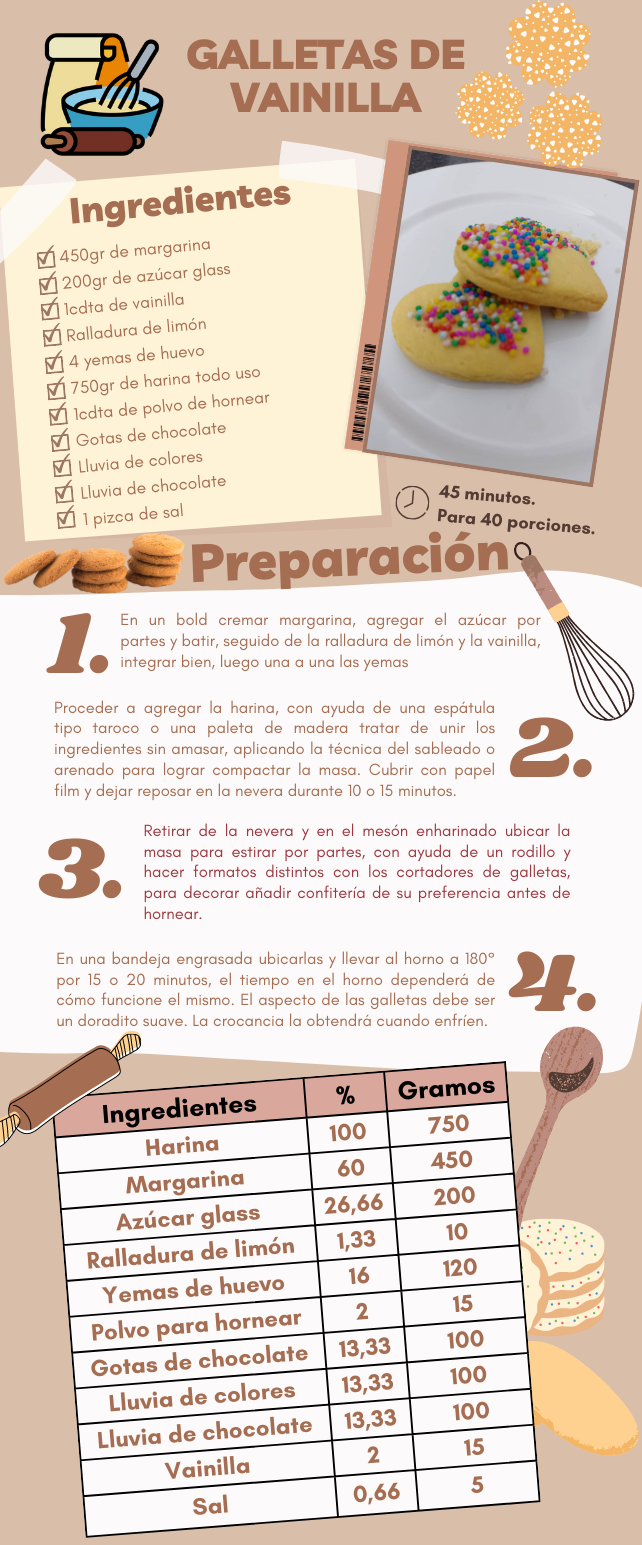 GALLETAS DE
VAINILLA
Ingredientes
450gr de margarina
200gr de azúcar glass
1cdta de vainilla
Ralladura de limón
4 yemas de huevo
750gr de harina todo uso
1cdta de polvo de hornear
Gotas de chocolate
Lluvia de colores
Lluvia de chocolate
1 pizca de sal
45 minutos.
Para 40 porciones.
Preparación
1.
En un bold cremar margarina, agregar el azúcar por
partes y batir, seguido de la ralladura de limón y la vainilla,
integrar bien, luego una a una las yemas
2.
Proceder a agregar la harina, con ayuda de una espátula
tipo taroco o una paleta de madera tratar de unir los
ingredientes sin amasar, aplicando la técnica del sableado o
arenado para lograr compactar la masa. Cubrir con papel
film y dejar reposar en la nevera durante 10 o 15 minutos.
3.
Retirar de la nevera y en el mesón enharinado ubicar la
masa para estirar por partes, con ayuda de un rodillo y
hacer formatos distintos con los cortadores de galletas,
para decorar añadir confitería de su preferencia antes de
hornear.
4.
En una bandeja engrasada ubicarlas y llevar al horno a 180°
por 15 o 20 minutos, el tiempo en el horno dependerá de
cómo funcione el mismo. El aspecto de las galletas debe ser
un doradito suave. La crocancia la obtendrá cuando enfríen.
Ingredientes % Gramos
Harina 100 750
Margarina 60 450
Azúcar glass 26,66 200
Ralladura de limón 1,33 10
Yemas de huevo 16 120
Polvo para hornear 2 15
Gotas de chocolate 13,33 100
Lluvia de colores 13,33 100
Lluvia de chocolate 13,33 100
Vainilla 2 15
Sal 0,66 5